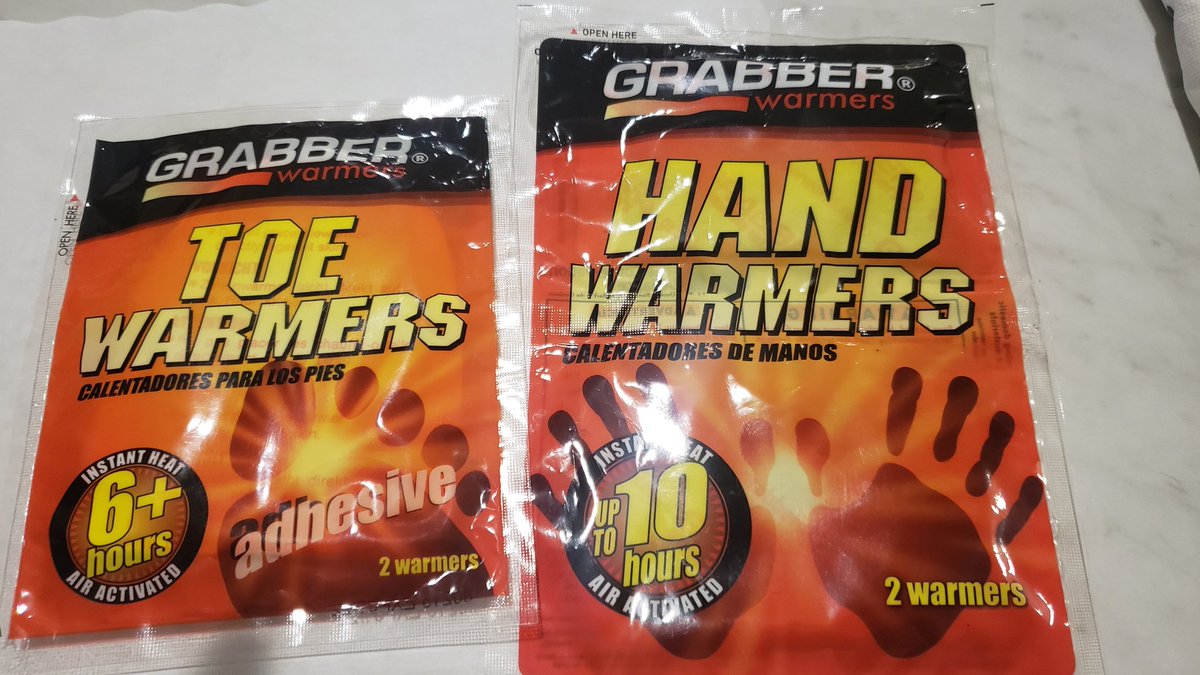 OPEN HERE
GRABBER®
warmers
TOE
WARMERS
CALENTADORES PARA LOS PIES
INSTANT HEAT
6+
hours
AIR ACTIVATED
adhesive
2 warmers
OPEN HERE
GRABBER®
warmers
HAND
WARMERS
CALENTADORES DE MANOS
INSTANT HEAT
UP TO
10
hours
AIR ACTIVATED
2 warmers